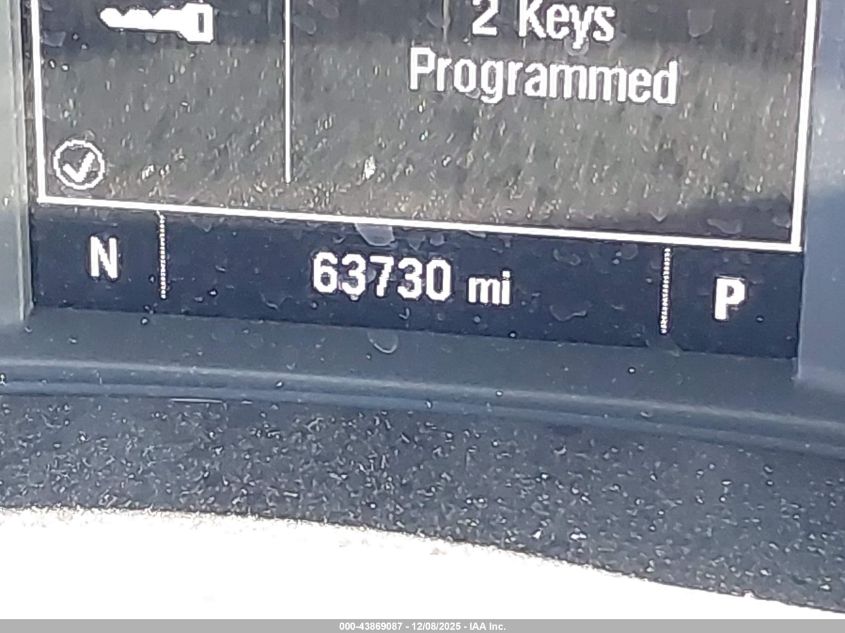 2 Keys
Programmed
N
63730 mi
P
000-43869087 - 12/08/2025 - IAA Inc.